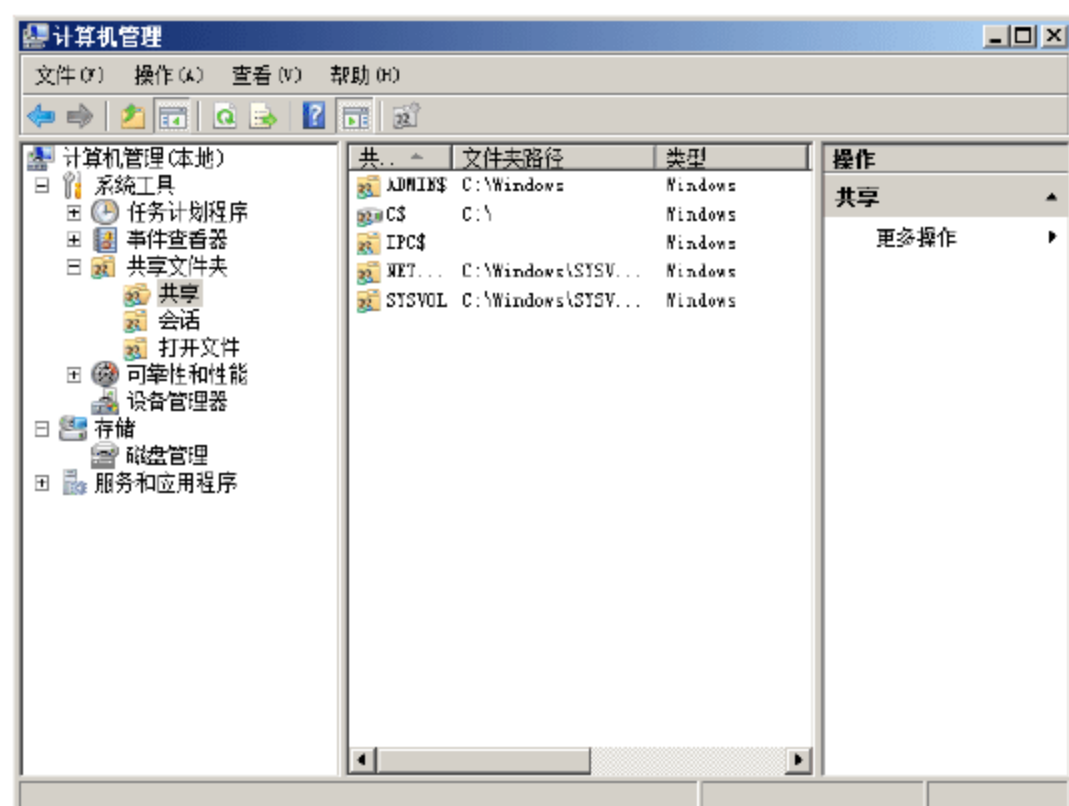 计算机管理
文件(F) 操作(A) 查看(V) 帮助(H)
计算机管理(本地)
系统工具
任务计划程序
事件查看器
共享文件夹
共享
会话
打开文件
可靠性和性能
设备管理器
存储
磁盘管理
服务和应用程序
共.. 文件夹路径 类型
ADMIN$ C:\Windows Windows
C$ C:\ Windows
IPC$ Windows
NET... C:\Windows\SYSV... Windows
SYSVOL C:\Windows\SYSV... Windows
操作
共享
更多操作